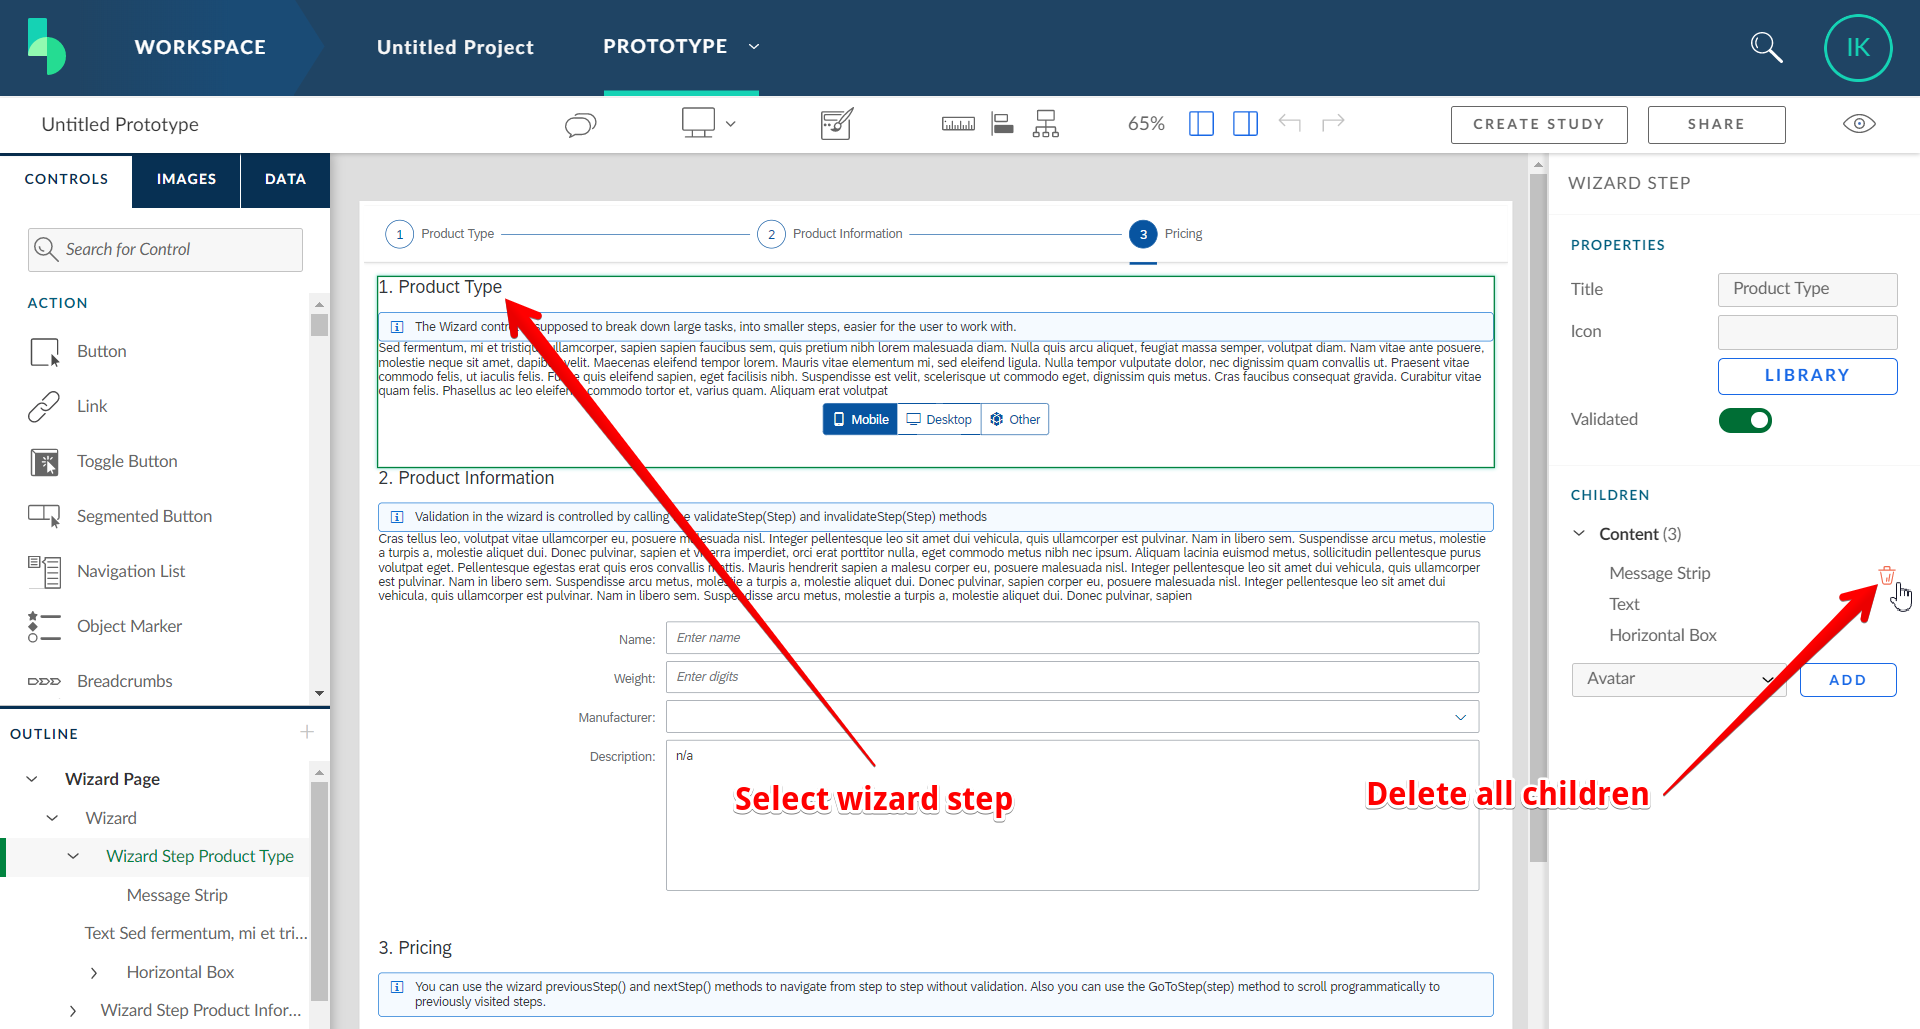 WORKSPACE
Untitled Project
PROTOTYPE
IK
Untitled Prototype
65%
CREATE STUDY
SHARE
CONTROLS
IMAGES
DATA
Search for Control
ACTION
Button
Link
Toggle Button
Segmented Button
Navigation List
Object Marker
Breadcrumbs
OUTLINE
Wizard Page
Wizard
Wizard Step Product Type
Message Strip
Text Sed fermentum, mi et tri...
Horizontal Box
Wizard Step Product Infor...
1 Product Type
2 Product Information
3 Pricing
1. Product Type
The Wizard contr supposed to break down large tasks, into smaller steps, easier for the user to work with.
Sed fermentum, mi et tristiqu ullamcorper, sapien sapien faucibus sem, quis pretium nibh lorem malesuada diam. Nulla quis arcu aliquet, feugiat massa semper, volutpat diam. Nam vitae ante posuere,
molestie neque sit amet, dapib velit. Maecenas eleifend tempor lorem. Mauris vitae elementum mi, sed eleifend ligula. Nulla tempor vulputate dolor, nec dignissim quam convallis ut. Praesent vitae
commodo felis, ut iaculis felis. Fu e quis eleifend sapien, eget facilisis nibh. Suspendisse est velit, scelerisque ut commodo eget, dignissim quis metus. Cras faucibus consequat gravida. Curabitur vitae
quam felis. Phasellus ac leo eleifen commodo tortor et, varius quam. Aliquam erat volutpat
Mobile
Desktop
Other
2. Product Information
Validation in the wizard is controlled by calling the validateStep(Step) and invalidateStep(Step) methods
Cras tellus leo, volutpat vitae ullamcorper eu, posuere malesuada nisl. Integer pellentesque leo sit amet dui vehicula, quis ullamcorper est pulvinar. Nam in libero sem. Suspendisse arcu metus, molestie
a turpis a, molestie aliquet dui. Donec pulvinar, sapien et viverra imperdiet, orci erat porttitor nulla, eget commodo metus nibh nec ipsum. Aliquam lacinia euismod metus, sollicitudin pellentesque purus
volutpat eget. Pellentesque egestas erat quis eros convallis mattis. Mauris hendrerit sapien a malesu corper eu, posuere malesuada nisl. Integer pellentesque leo sit amet dui vehicula, quis ullamcorper
est pulvinar. Nam in libero sem. Suspendisse arcu metus, molestie a turpis a, molestie aliquet dui. Donec pulvinar, sapien corper eu, posuere malesuada nisl. Integer pellentesque leo sit amet dui
vehicula, quis ullamcorper est pulvinar. Nam in libero sem. Suspendisse arcu metus, molestie a turpis a, molestie aliquet dui. Donec pulvinar, sapien
Name: Enter name
Weight: Enter digits
Manufacturer:
Description: n/a
Select wizard step
3. Pricing
You can use the wizard previousStep() and nextStep() methods to navigate from step to step without validation. Also you can use the GoToStep(step) method to scroll programmatically to
previously visited steps.
WIZARD STEP
PROPERTIES
Title Product Type
Icon
LIBRARY
Validated
CHILDREN
Content (3)
Message Strip
Text
Horizontal Box
Avatar
ADD
Delete all children